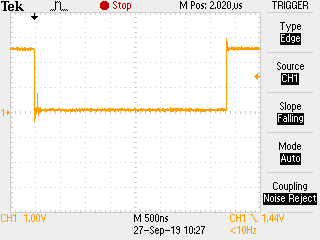 Tek Stop M Pos: 2.020µs TRIGGER
Type
Edge
Source
CH1
Slope
Falling
Mode
Auto
Coupling
Noise Reject
1
CH1 1.00V M 500ns CH1 1.44V
27-Sep-19 10:27 <10Hz